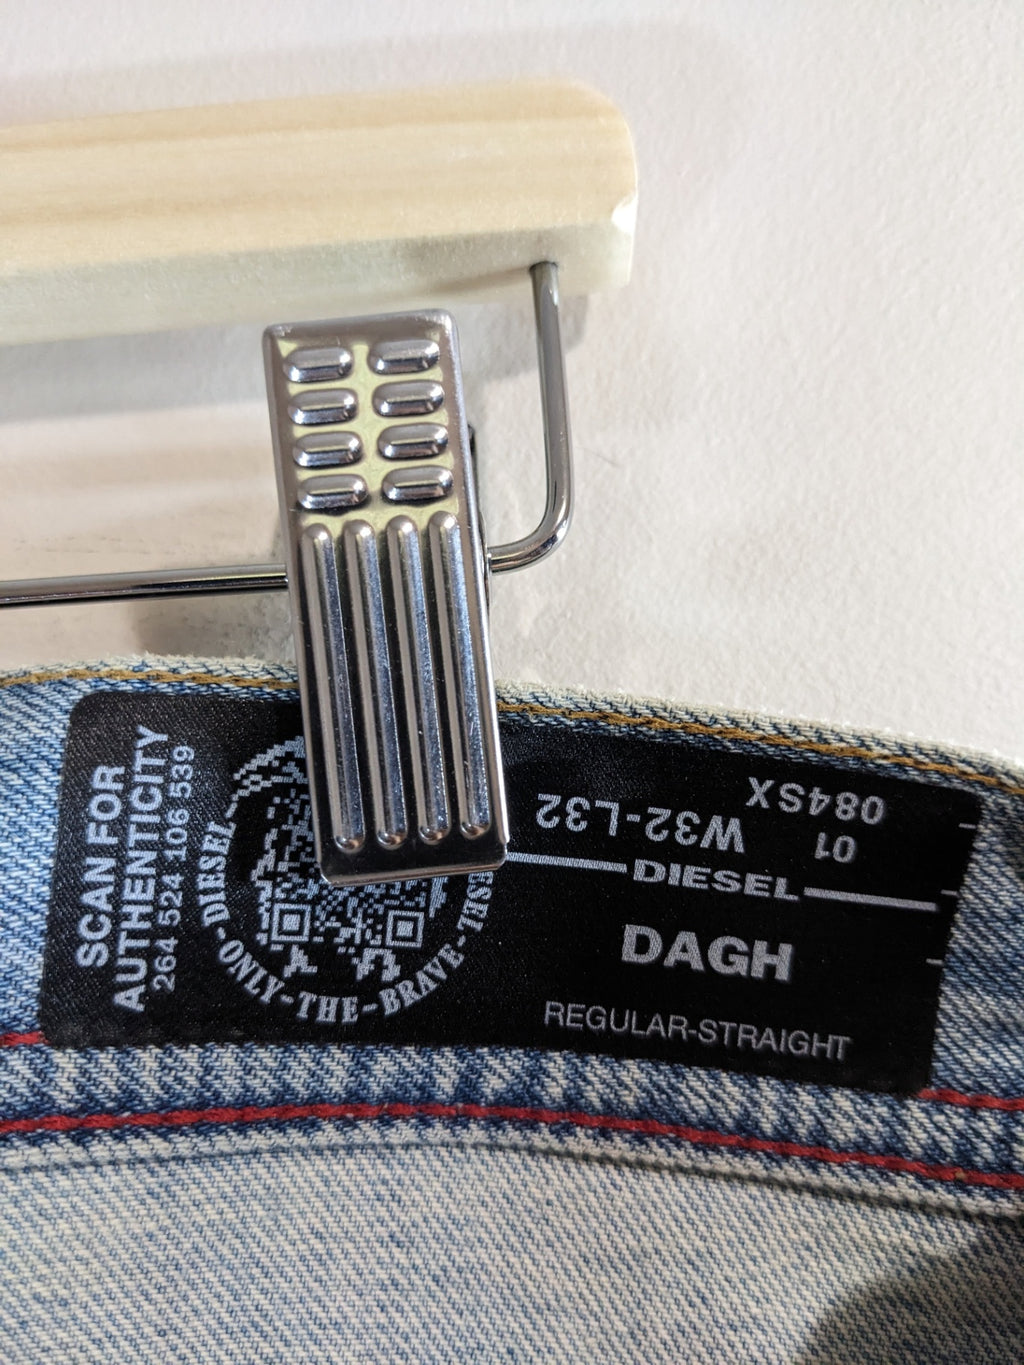 SCAN FOR
AUTHENTICITY
264 524 106 539
DIESEL-ONLY-THE-BRAVE-
084SX
01
W32-L32
DIESEL
DAGH
REGULAR-STRAIGHT